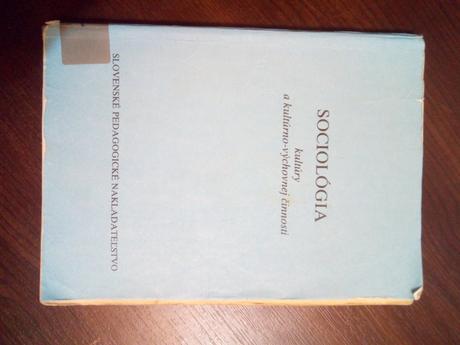 SOCIOLÓGIA
kultúry
a kultúrno-výchovnej činnosti
SLOVENSKÉ PEDAGOGICKÉ NAKLADATEĽSTVO